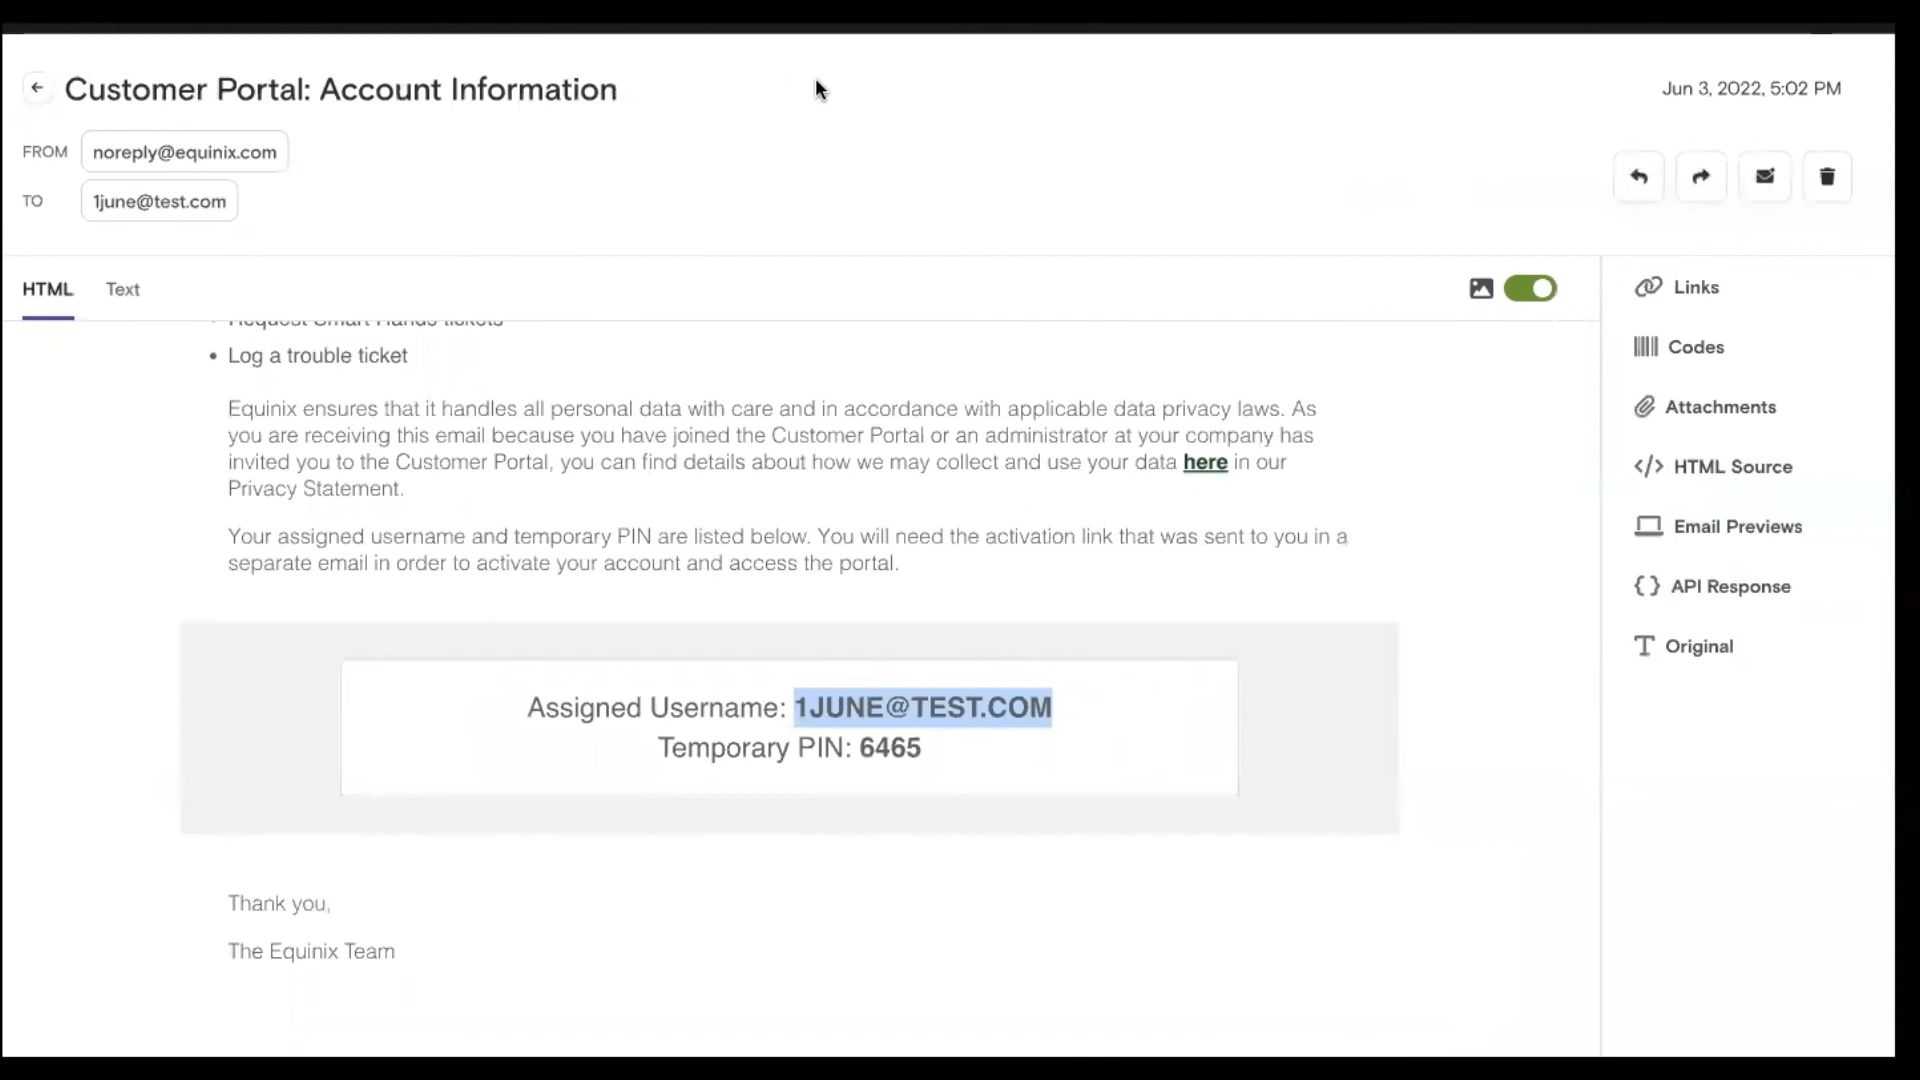 Customer Portal: Account Information
Jun 3, 2022, 5:02 PM
FROM
noreply@equinix.com
TO
1june@test.com
HTML
Text
Links
Request Smart Hands tickets
Codes
• Log a trouble ticket
Attachments
Equinix ensures that it handles all personal data with care and in accordance with applicable data privacy laws. As
you are receiving this email because you have joined the Customer Portal or an administrator at your company has
invited you to the Customer Portal, you can find details about how we may collect and use your data here in our
Privacy Statement.
HTML Source
Email Previews
Your assigned username and temporary PIN are listed below. You will need the activation link that was sent to you in a
separate email in order to activate your account and access the portal.
API Response
Original
Assigned Username: 1JUNE@TEST.COM
Temporary PIN: 6465
Thank you,
The Equinix Team